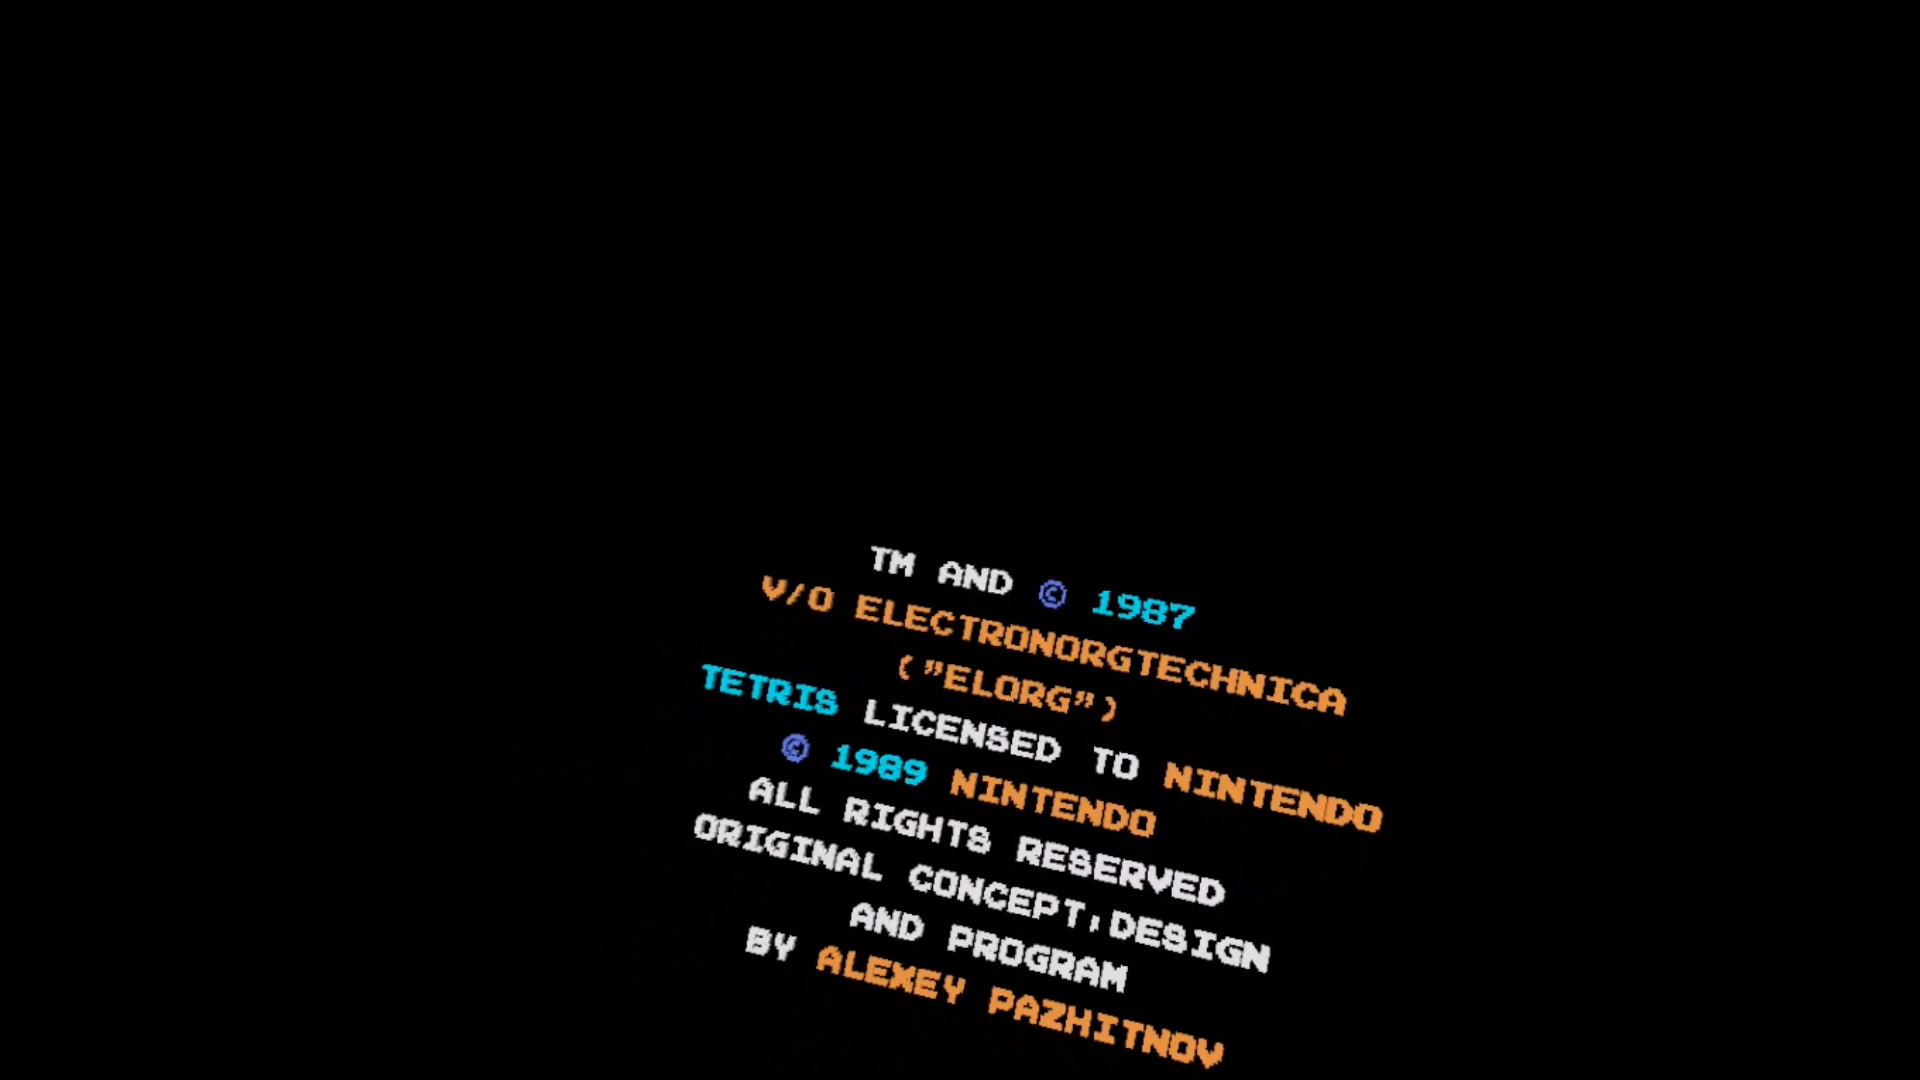 TM AND © 1987
V/O ELECTRONORGTECHNICA
("ELORG")
TETRIS LICENSED TO NINTENDO
© 1989 NINTENDO
ALL RIGHTS RESERVED
ORIGINAL CONCEPT,DESIGN
AND PROGRAM
BY ALEXEY PAZHITNOV